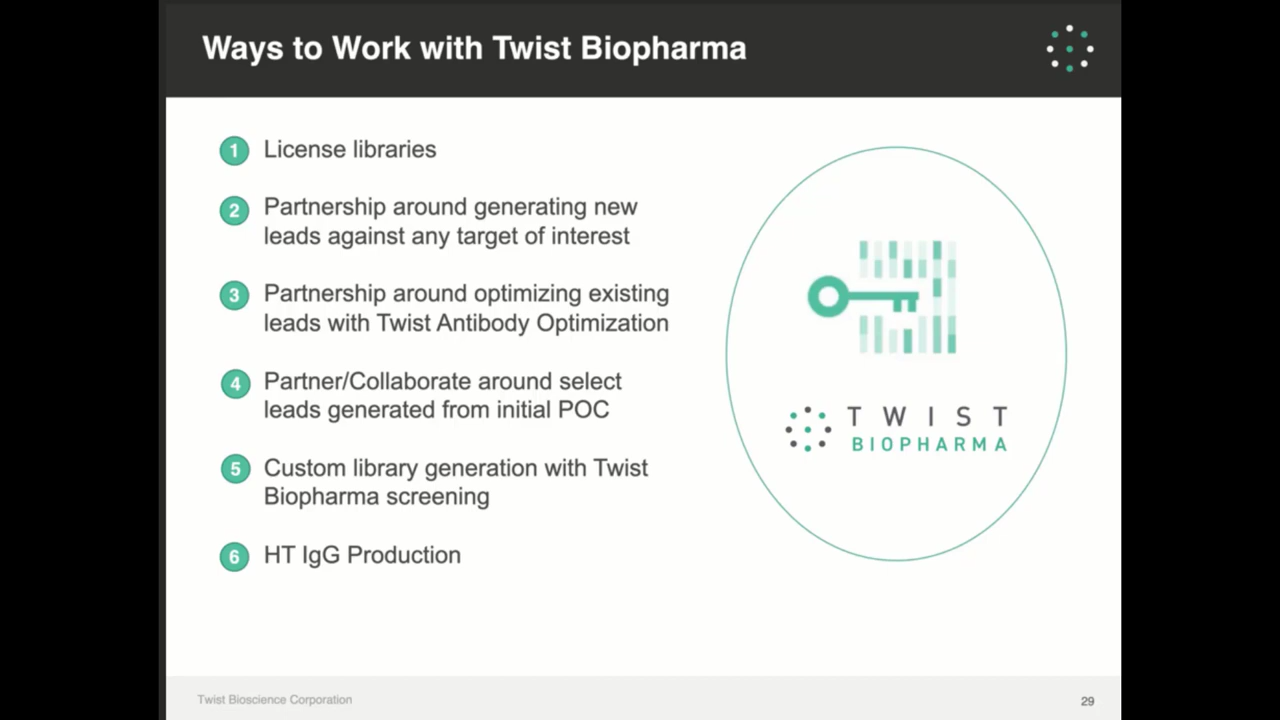 Ways to Work with Twist Biopharma
1 License libraries
2 Partnership around generating new
leads against any target of interest
3 Partnership around optimizing existing
leads with Twist Antibody Optimization
4 Partner/Collaborate around select
leads generated from initial POC
5 Custom library generation with Twist
Biopharma screening
6 HT IgG Production
TWIST
BIOPHARMA
Twist Bioscience Corporation
29